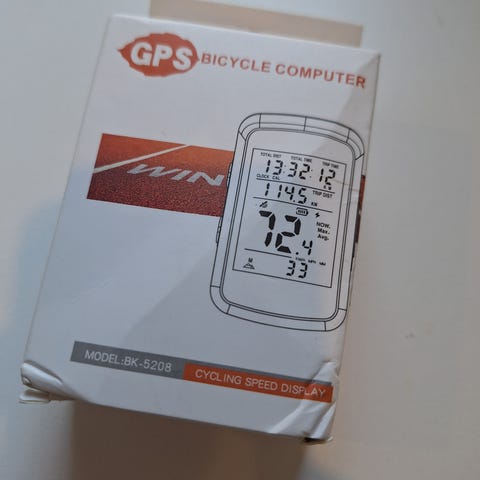 GPS BICYCLE COMPUTER
WIN
TOTAL DIST TOTAL TIME TRIP TIME
13:32:12
CLOCK CAL
114.5 TRIP DIST
KM
72.4
NOW.
Max.
Avg.
M
33
MODEL:BK-5208
CYCLING SPEED DISPLAY